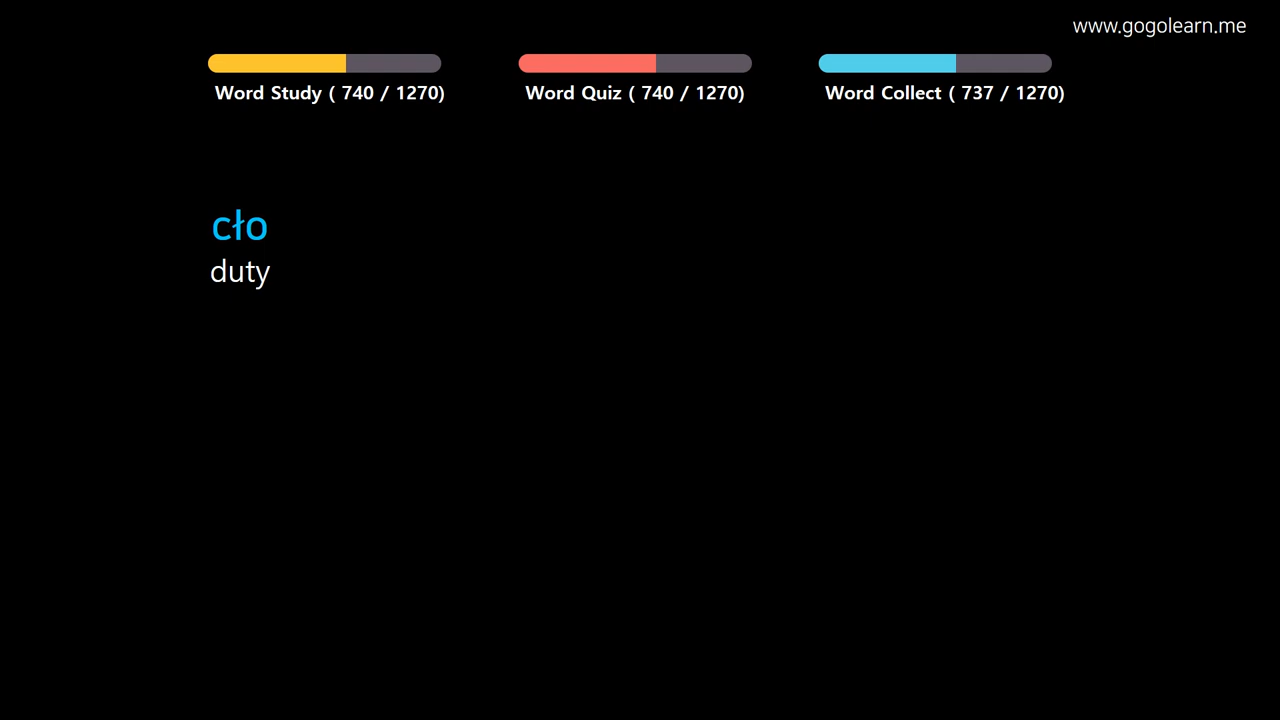 www.gogolearn.me
Word Study ( 740 / 1270)
Word Quiz ( 740 / 1270)
Word Collect ( 737 / 1270)
cło
duty